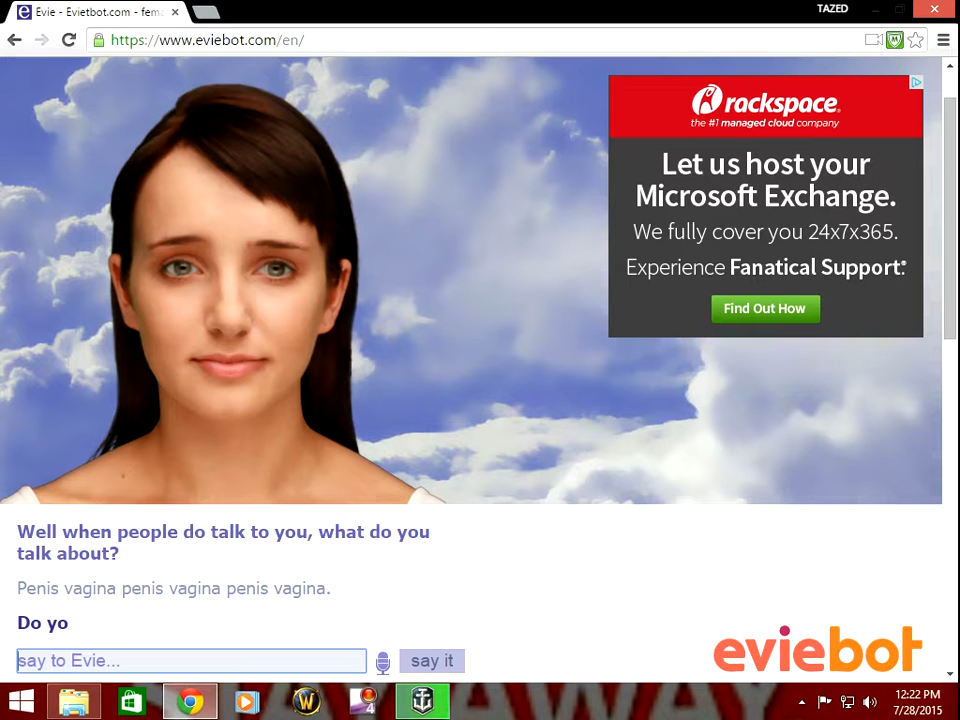 Evie - Evietbot.com - fema
TAZED
https://www.eviebot.com/en/
rackspace®
the #1 managed cloud company
Let us host your
Microsoft Exchange.
We fully cover you 24x7x365.
Experience Fanatical Support®.
Find Out How
Well when people do talk to you, what do you
talk about?
Penis vagina penis vagina penis vagina.
Do yo
say to Evie...
say it
eviebot
4
12:22 PM
7/28/2015